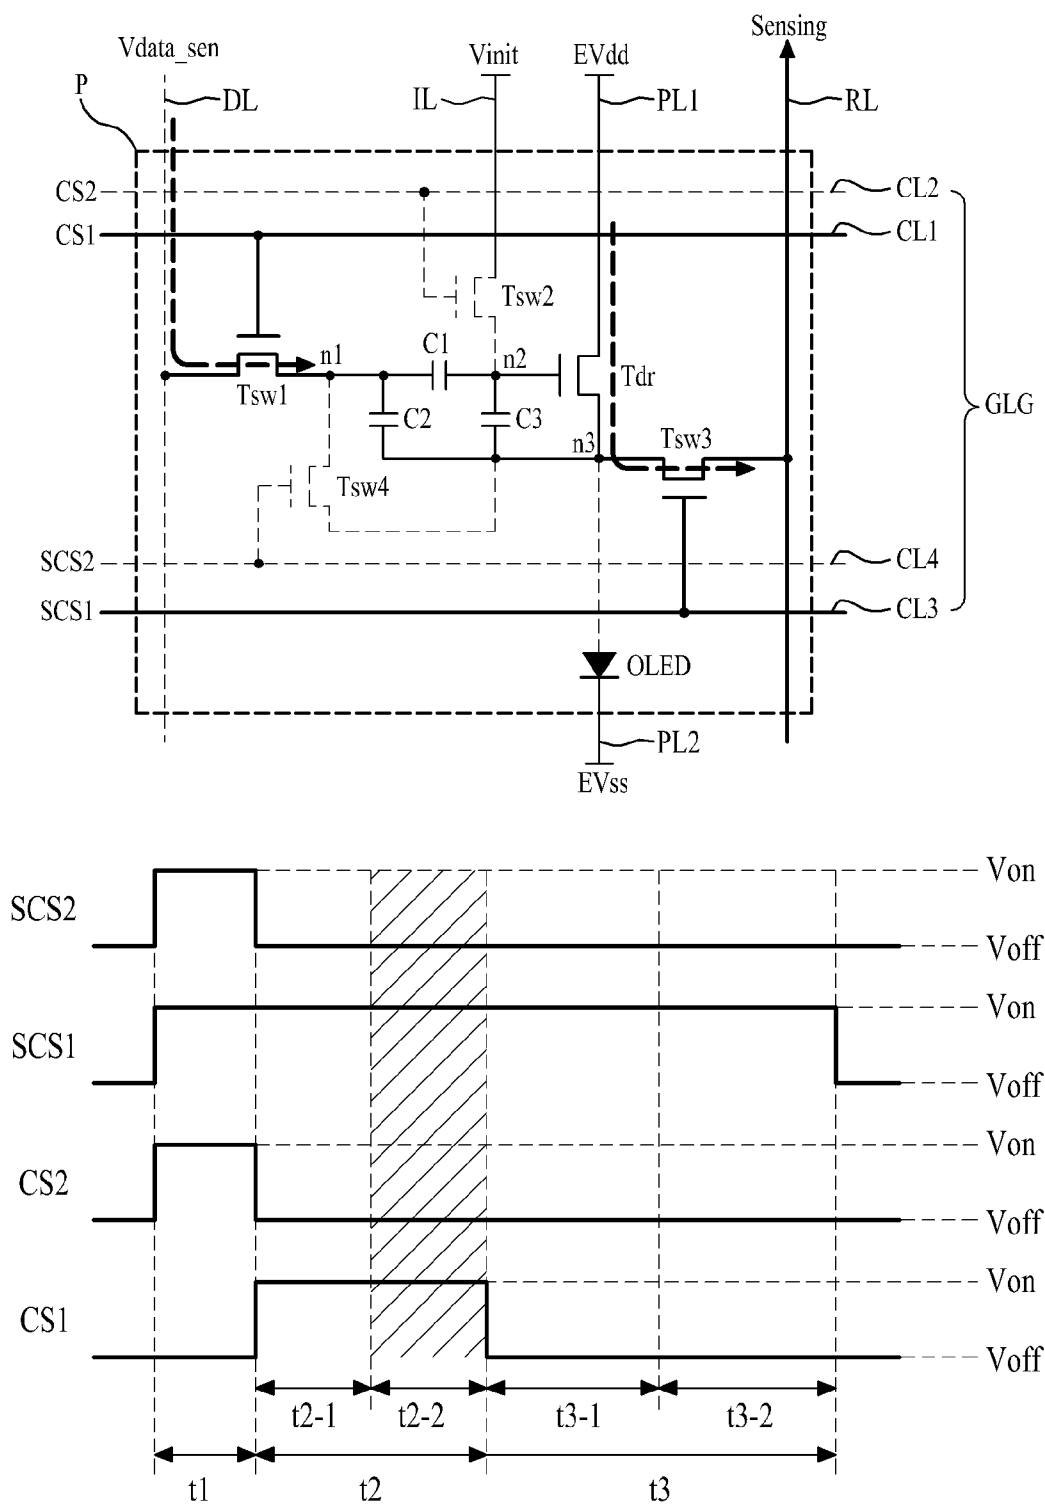 Sensing
Vdata_sen
Vinit
EVdd
P
DL
IL
PL1
RL
CS2
CL2
CS1
CL1
Tsw2
C1
n1
n2
Tdr
Tsw1
C2
C3
GLG
n3
Tsw3
Tsw4
SCS2
CL4
SCS1
CL3
OLED
PL2
EVss
Von
SCS2
Voff
Von
SCS1
Voff
Von
CS2
Voff
Von
CS1
Voff
t2-1
t2-2
t3-1
t3-2
t1
t2
t3